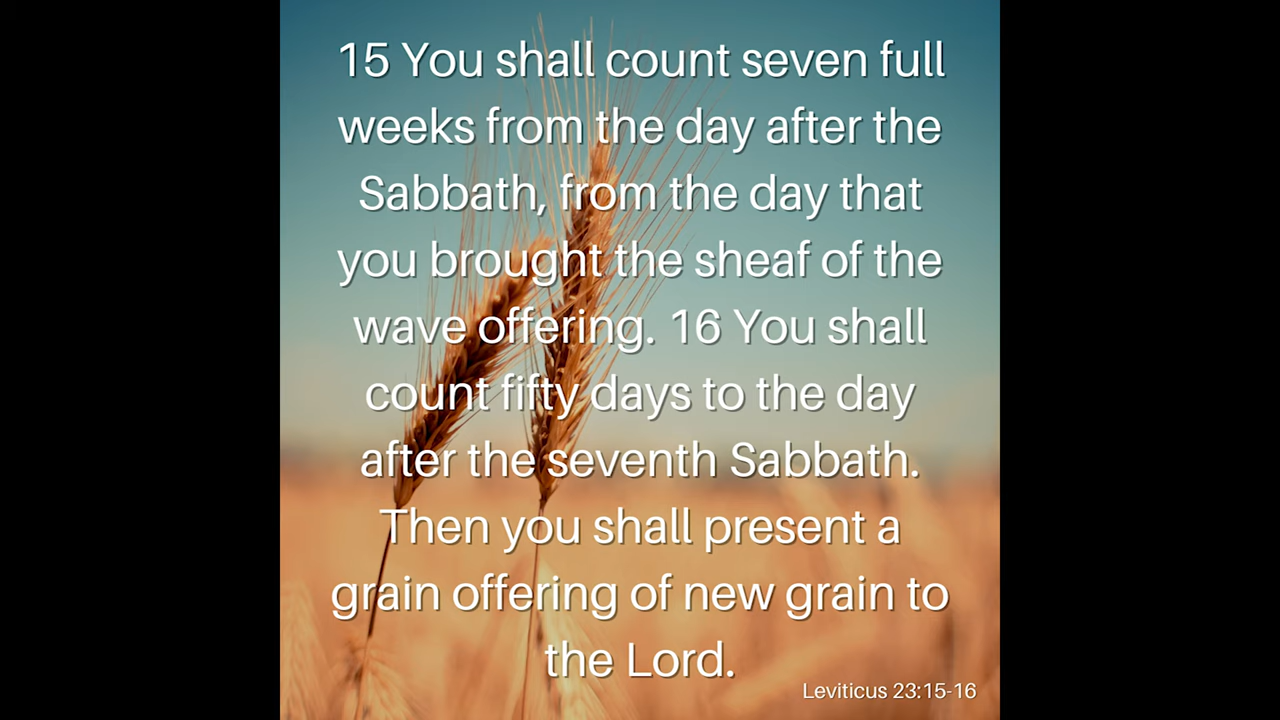 15 You shall count seven full
weeks from the day after the
Sabbath, from the day that
you brought the sheaf of the
wave offering. 16 You shall
count fifty days to the day
after the seventh Sabbath.
Then you shall present a
grain offering of new grain to
the Lord.
Leviticus 23:15-16